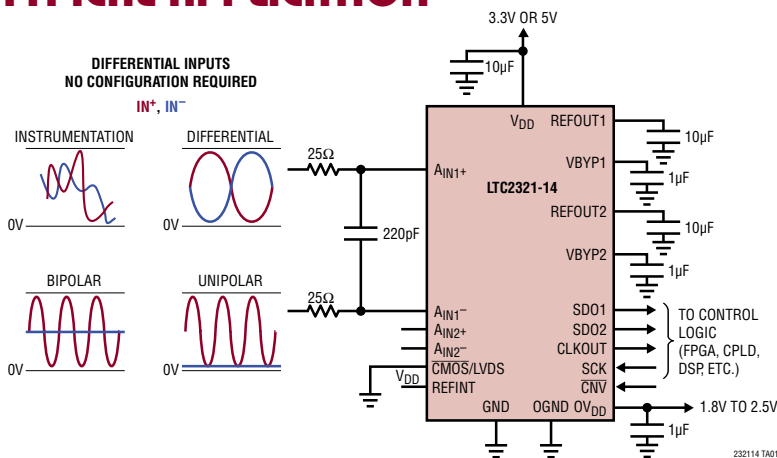 TYPICAL APPLICATION
DIFFERENTIAL INPUTS
NO CONFIGURATION REQUIRED
IN+, IN−
INSTRUMENTATION
DIFFERENTIAL
0V
0V
BIPOLAR
UNIPOLAR
0V
0V
25Ω
220pF
25Ω
3.3V OR 5V
10µF
VDD
REFOUT1
10µF
AIN1+
VBYP1
1µF
LTC2321-14
REFOUT2
10µF
VBYP2
1µF
AIN1−
SDO1
AIN2+
SDO2
AIN2−
CLKOUT
CMOS/LVDS
SCK
VDD
REFINT
CNV
TO CONTROL
LOGIC
(FPGA, CPLD,
DSP, ETC.)
GND
OGND
OVDD
1.8V TO 2.5V
1µF
232114 TA01